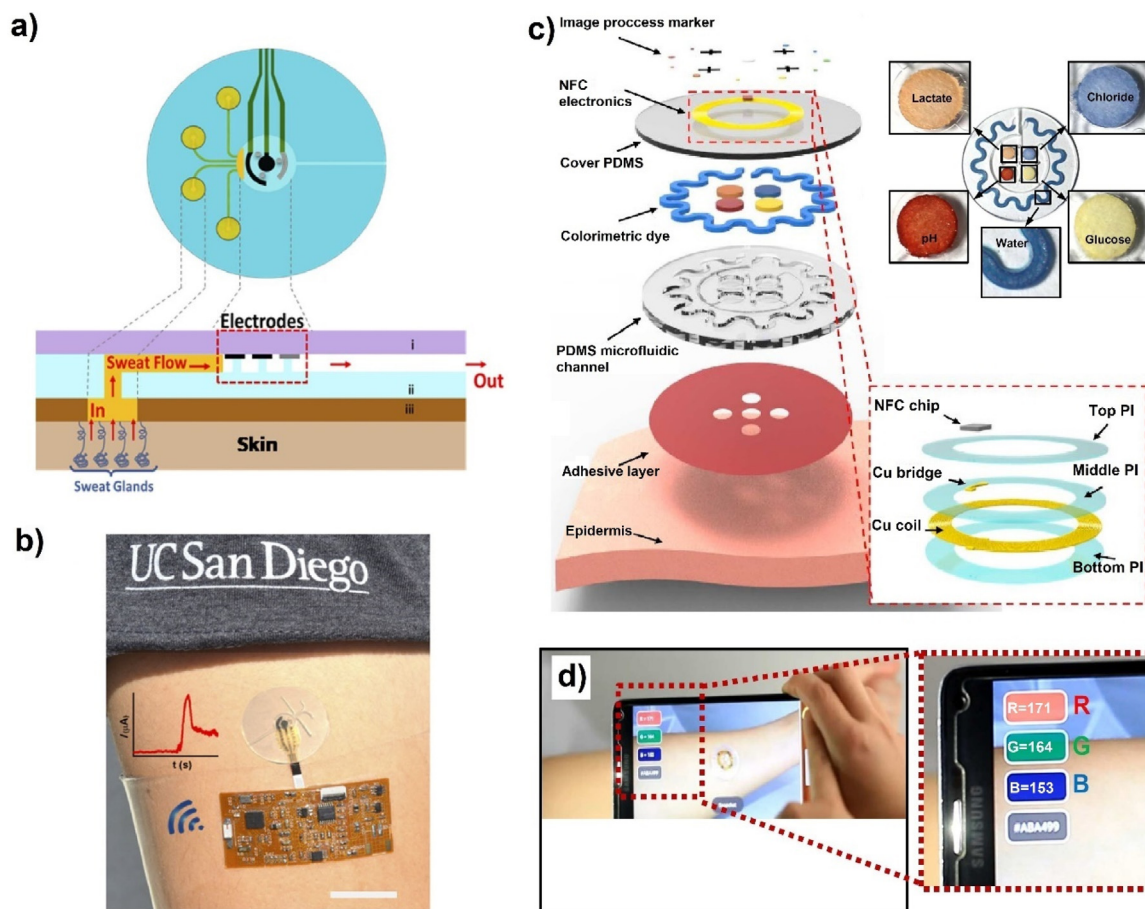 a)
Electrodes
i
Sweat Flow
Out
ii
In
iii
Skin
Sweat Glands
b)
UC San Diego
I (μA)
t (s)
c)
Image proccess marker
NFC
electronics
Cover PDMS
Colorimetric dye
PDMS microfluidic
channel
Adhesive layer
Epidermis
Lactate
Chloride
pH
Water
Glucose
NFC chip
Top PI
Cu bridge
Middle PI
Cu coil
Bottom PI
d)
R=171
R
G=164
G
B=153
B
#ABA499
SAMSUNG